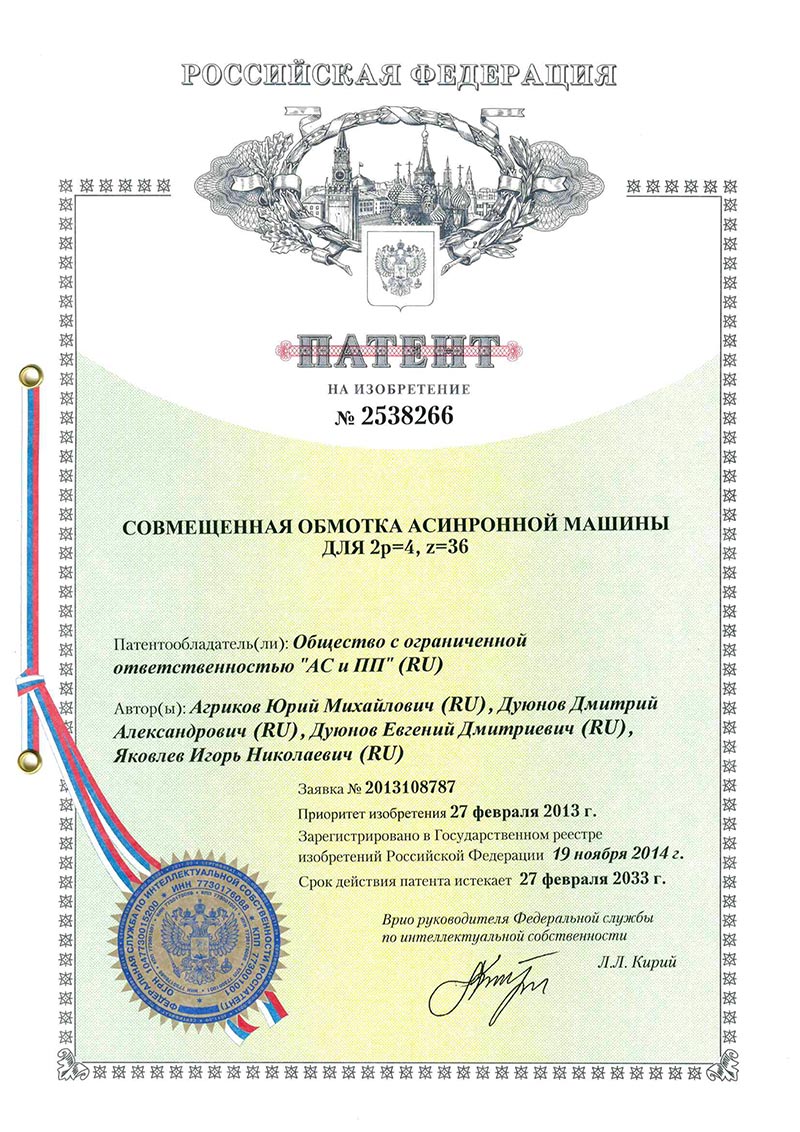 РОССИЙСКАЯ ФЕДЕРАЦИЯ
ПАТЕНТ
НА ИЗОБРЕТЕНИЕ
№ 2538266
СОВМЕЩЕННАЯ ОБМОТКА АСИНРОННОЙ МАШИНЫ
ДЛЯ 2p=4, z=36
Патентообладатель(ли): Общество с ограниченной
ответственностью "АС и ПП" (RU)
Автор(ы): Агриков Юрий Михайлович (RU), Дуюнов Дмитрий
Александрович (RU), Дуюнов Евгений Дмитриевич (RU),
Яковлев Игорь Николаевич (RU)
Заявка № 2013108787
Приоритет изобретения 27 февраля 2013 г.
Зарегистрировано в Государственном реестре
изобретений Российской Федерации 19 ноября 2014 г.
Срок действия патента истекает 27 февраля 2033 г.
Врио руководителя Федеральной службы
по интеллектуальной собственности
Л.Л. Кирий
ФЕДЕРАЛЬНАЯ СЛУЖБА ПО ИНТЕЛЛЕКТУАЛЬНОЙ СОБСТВЕННОСТИ (РОСПАТЕНТ)
ОГРН 1047730015200 * ИНН 7730176088 * КПП 773001001